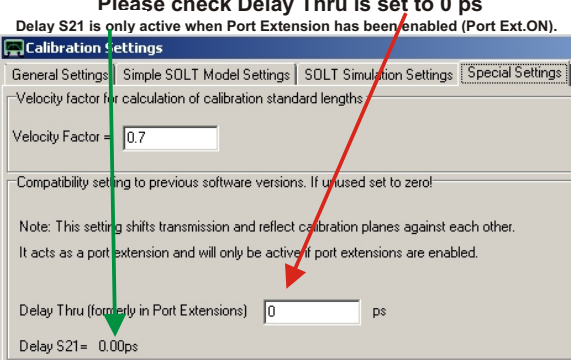 Please check Delay Thru is set to 0 ps
Delay S21 is only active when Port Extension has been enabled (Port Ext.ON).
Calibration Settings
General Settings Simple SOLT Model Settings SOLT Simulation Settings Special Settings
Velocity factor for calculation of calibration standard lengths
Velocity Factor = 0.7
Compatibility setting to previous software versions. If unused set to zero!
Note: This setting shifts transmission and reflect calibration planes against each other.
It acts as a port extension and will only be active if port extensions are enabled.
Delay Thru (formerly in Port Extensions) 0 ps
Delay S21= 0.00ps